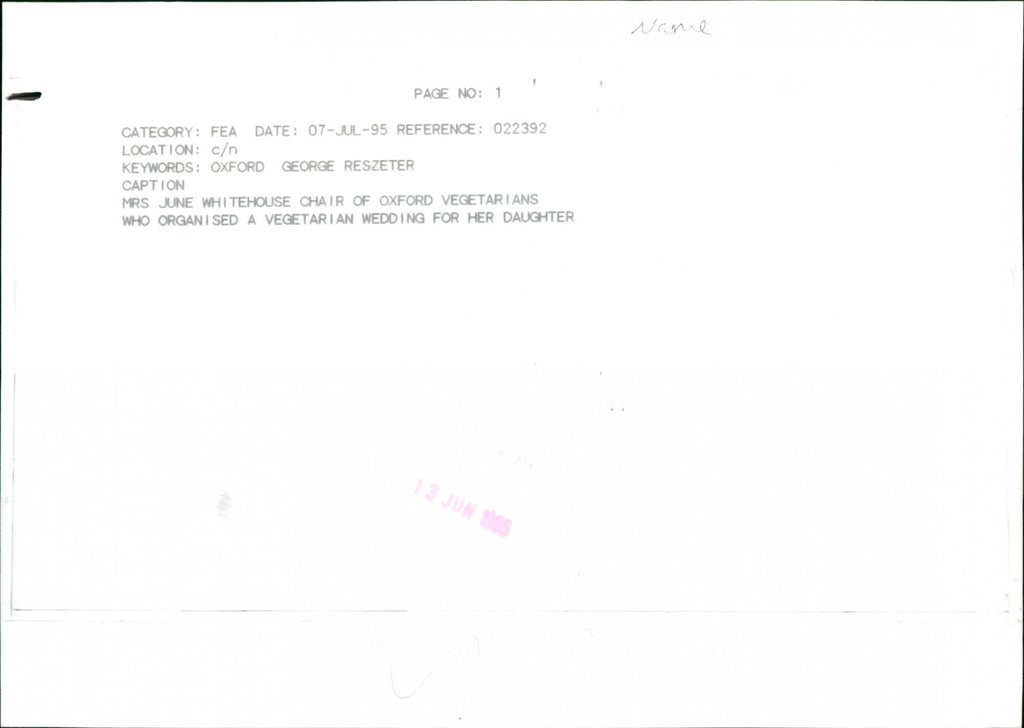 Name
PAGE NO: 1
CATEGORY: FEA DATE: 07-JUL-95 REFERENCE: 022392
LOCATION: c/n
KEYWORDS: OXFORD GEORGE RESZETER
CAPTION
MRS JUNE WHITEHOUSE CHAIR OF OXFORD VEGETARIANS
WHO ORGANISED A VEGETARIAN WEDDING FOR HER DAUGHTER
13 JUN